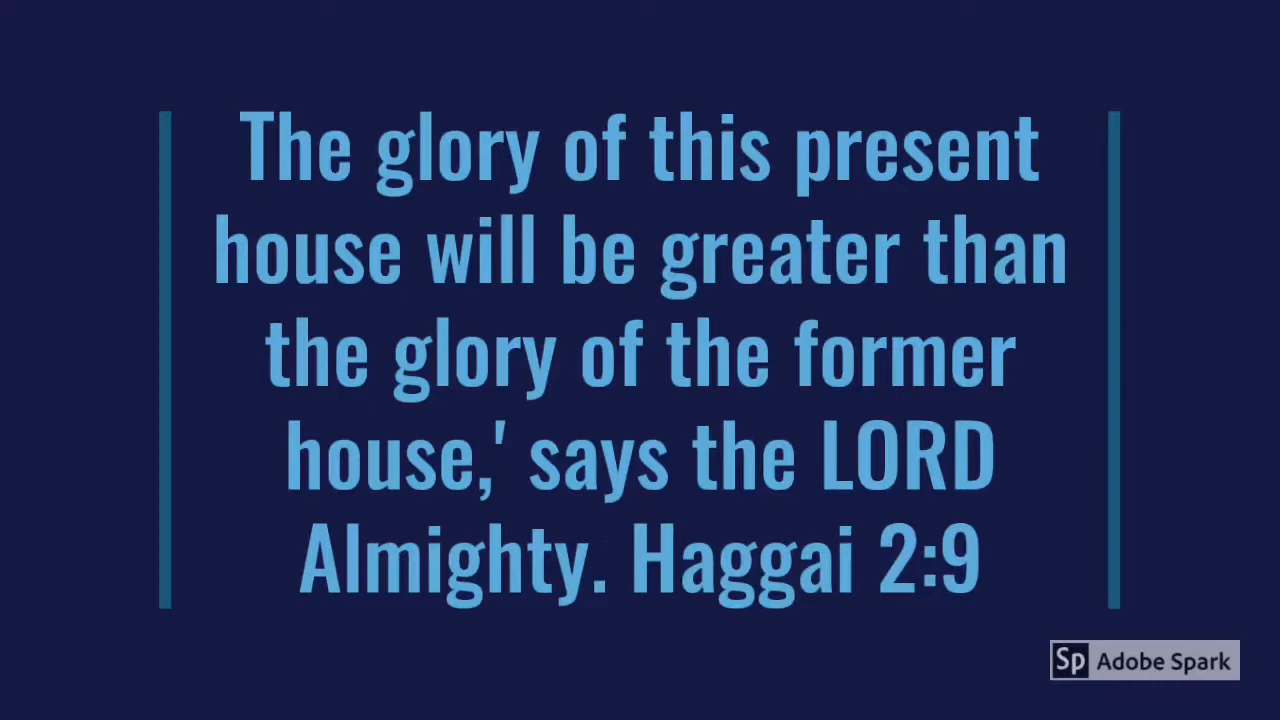 The glory of this present
house will be greater than
the glory of the former
house,' says the LORD
Almighty. Haggai 2:9
Sp Adobe Spark